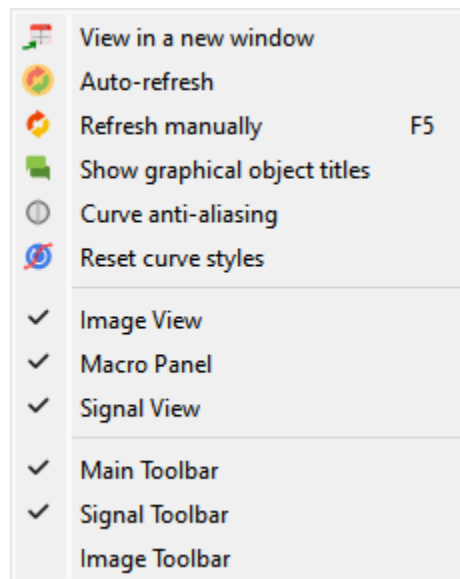 View in a new window
Auto-refresh
Refresh manually F5
Show graphical object titles
Curve anti-aliasing
Reset curve styles
Image View
Macro Panel
Signal View
Main Toolbar
Signal Toolbar
Image Toolbar